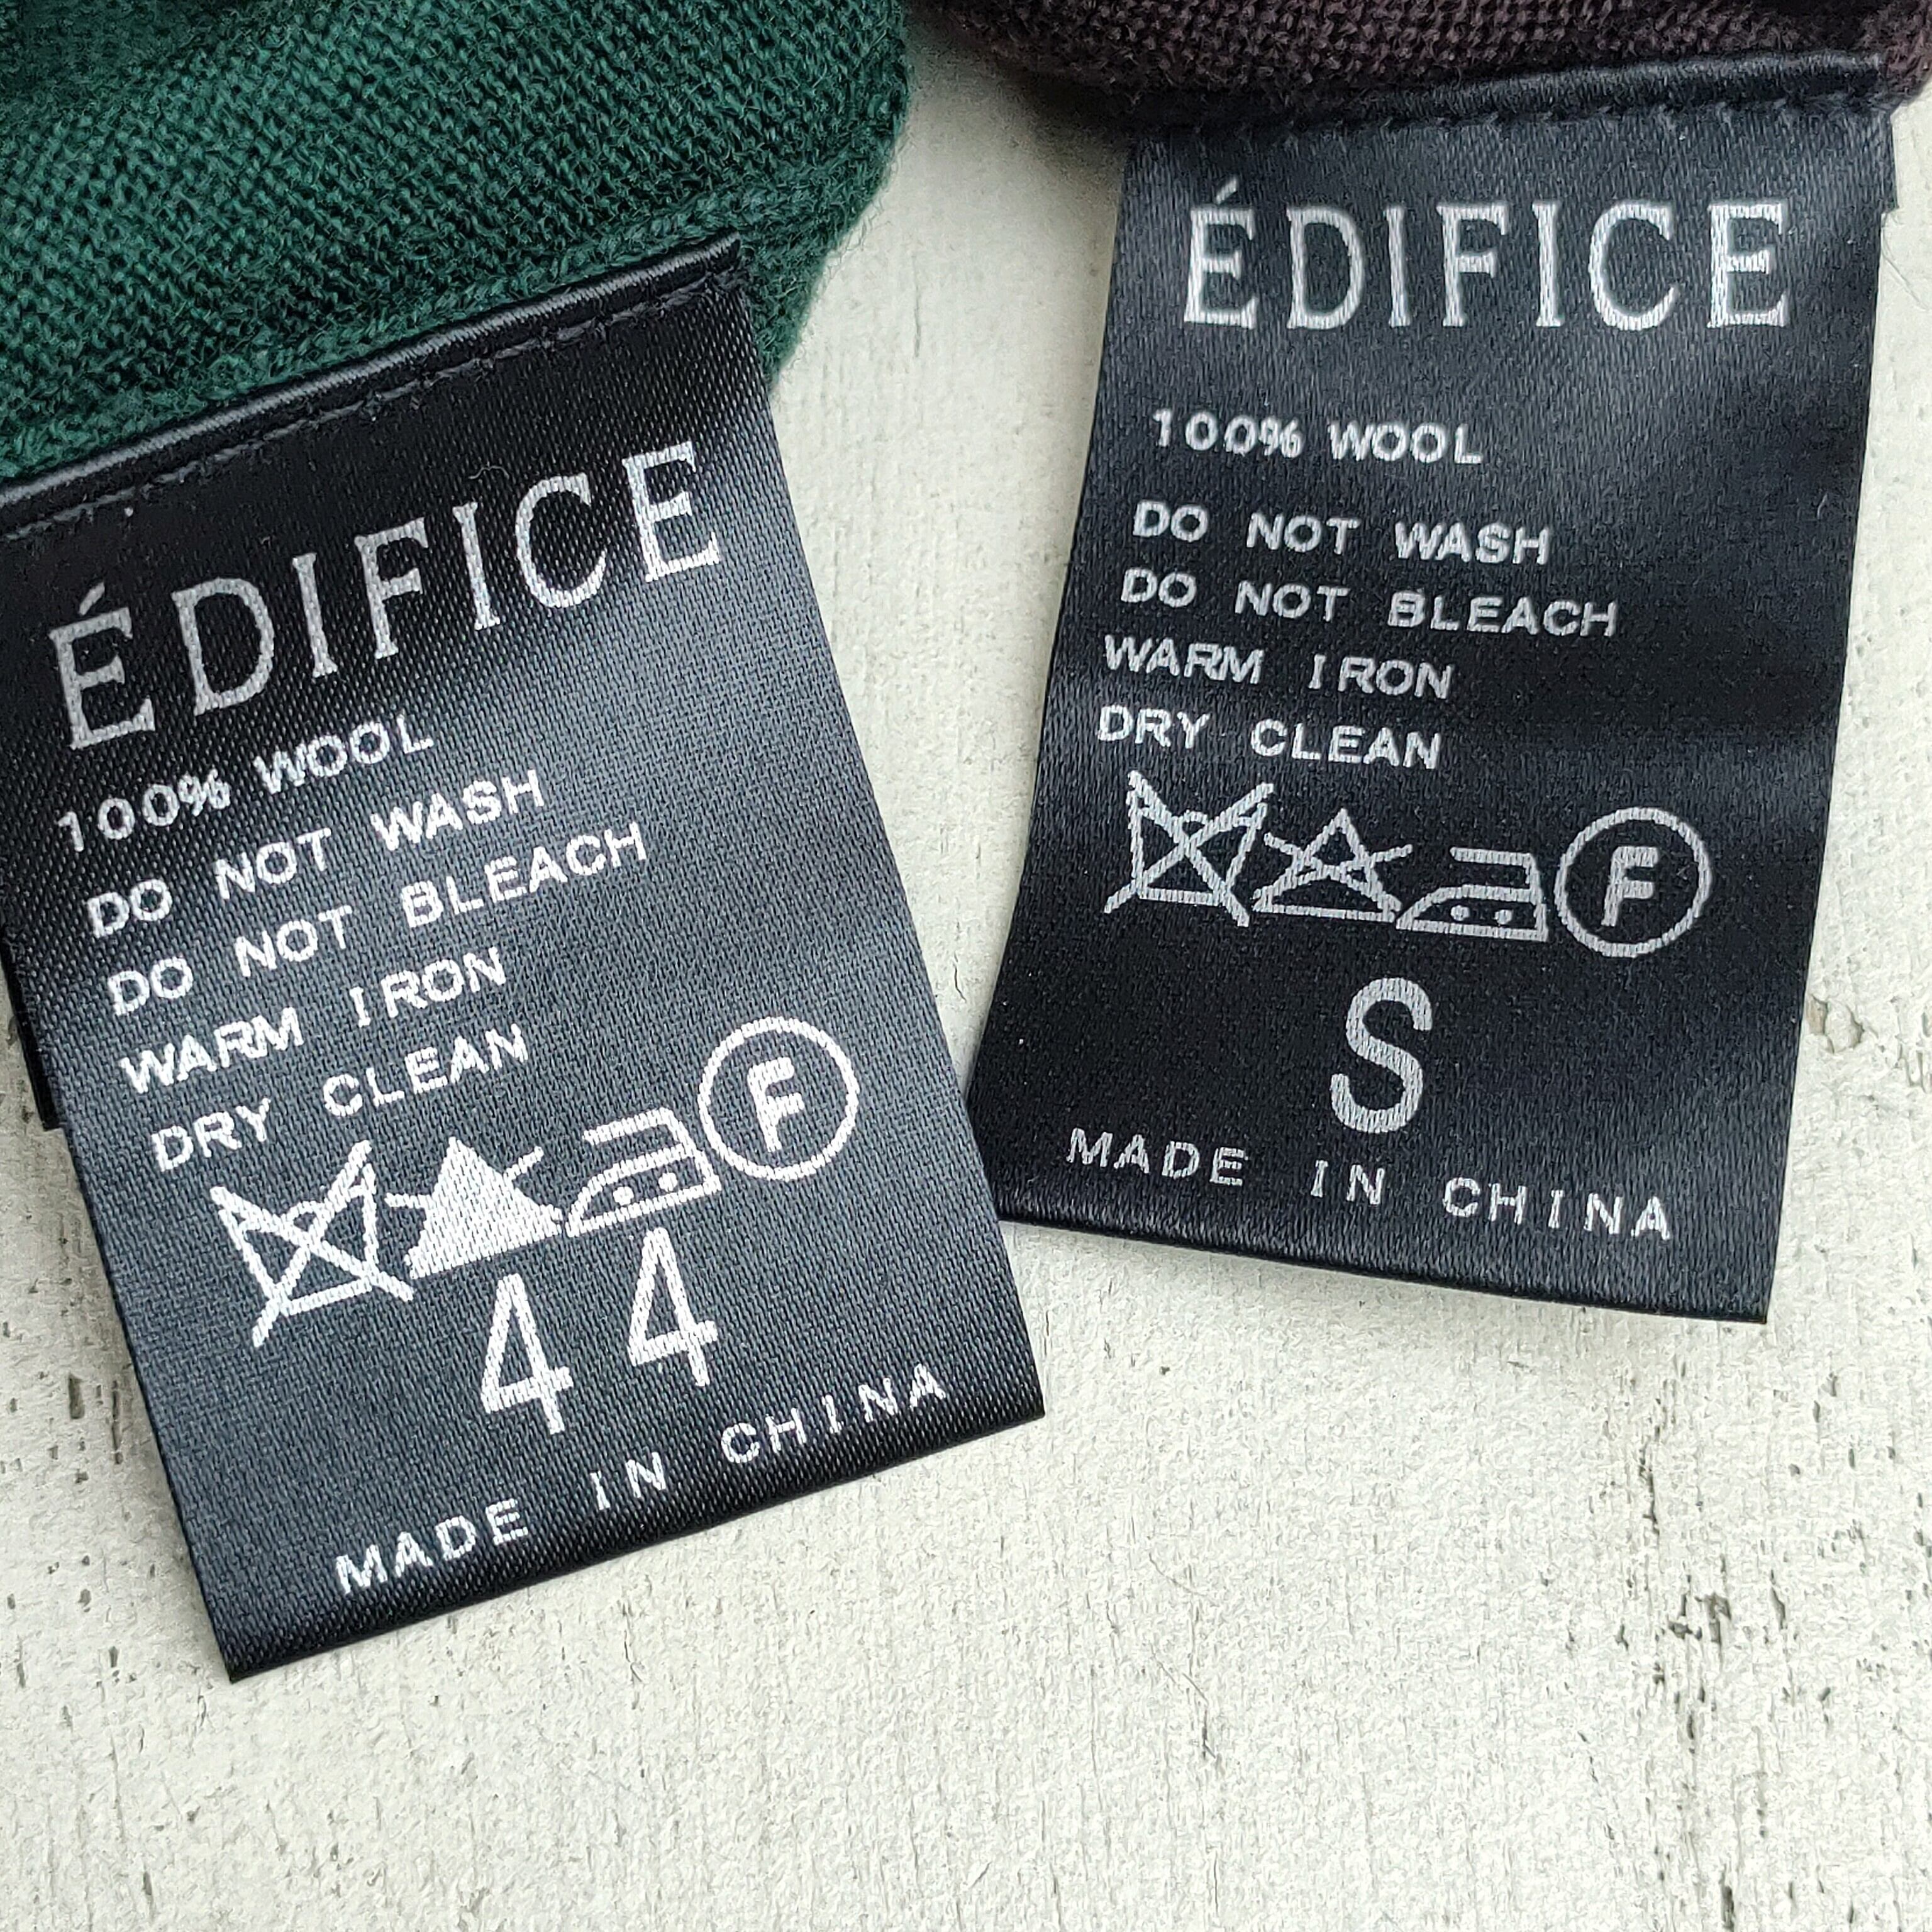 ÉDIFICE
100% WOOL
DO NOT WASH
DO NOT BLEACH
WARM IRON
DRY CLEAN
F
44
MADE IN CHINA
ÉDIFICE
100% WOOL
DO NOT WASH
DO NOT BLEACH
WARM IRON
DRY CLEAN
F
S
MADE IN CHINA